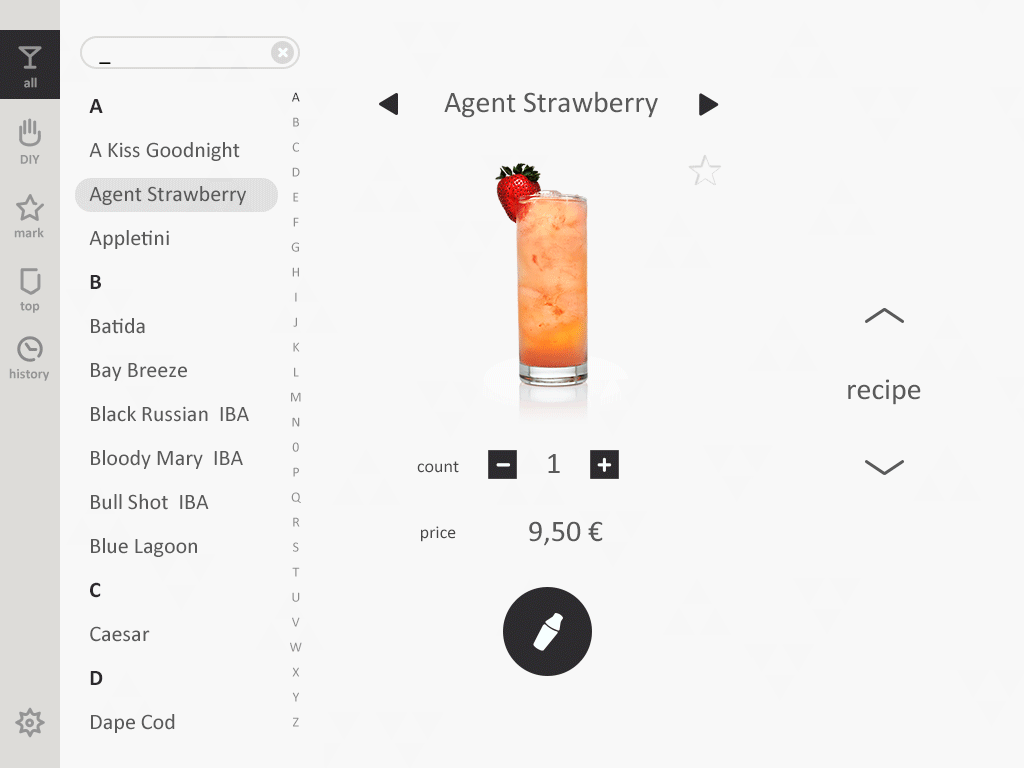 all
DIY
mark
top
history
_
A
A Kiss Goodnight
Agent Strawberry
Appletini
B
Batida
Bay Breeze
Black Russian IBA
Bloody Mary IBA
Bull Shot IBA
Blue Lagoon
C
Caesar
D
Dape Cod
A
B
C
D
E
F
G
H
I
J
K
L
M
N
0
P
Q
R
S
T
U
V
W
X
Y
Z
Agent Strawberry
count 1
price 9,50 €
recipe